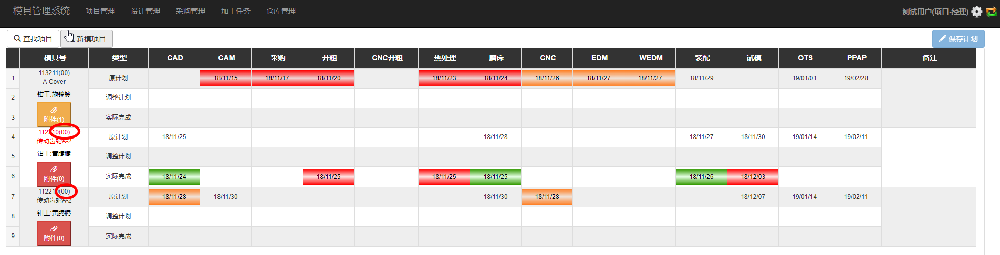 模具管理系统 项目管理 设计管理 采购管理 加工任务 仓库管理 测试用户(项目-经理)
查找项目 新模项目 保存计划
模具号 类型 CAD CAM 采购 开粗 CNC开粗 热处理 磨床 CNC EDM WEDM 装配 试模 OTS PPAP 备注
1 113211(00) A Cover 原计划 18/11/15 18/11/17 18/11/20 18/11/23 18/11/24 18/11/26 18/11/27 18/11/27 18/11/29 19/01/01 19/02/28
2 钳工:施铃铃 调整计划
3 附件(1) 实际完成
4 112210(00) 传动齿轮A-2 原计划 18/11/25 18/11/28 18/11/27 18/11/30 19/01/14 19/02/11
5 钳工:黄腾腾 调整计划
6 附件(0) 实际完成 18/11/24 18/11/25 18/11/25 18/11/25 18/11/26 18/12/03
7 112210(00) 传动齿轮A-2 原计划 18/11/28 18/11/30 18/11/30 18/11/28 18/12/07 19/01/14 19/02/11
8 钳工:黄腾腾 调整计划
9 附件(0) 实际完成